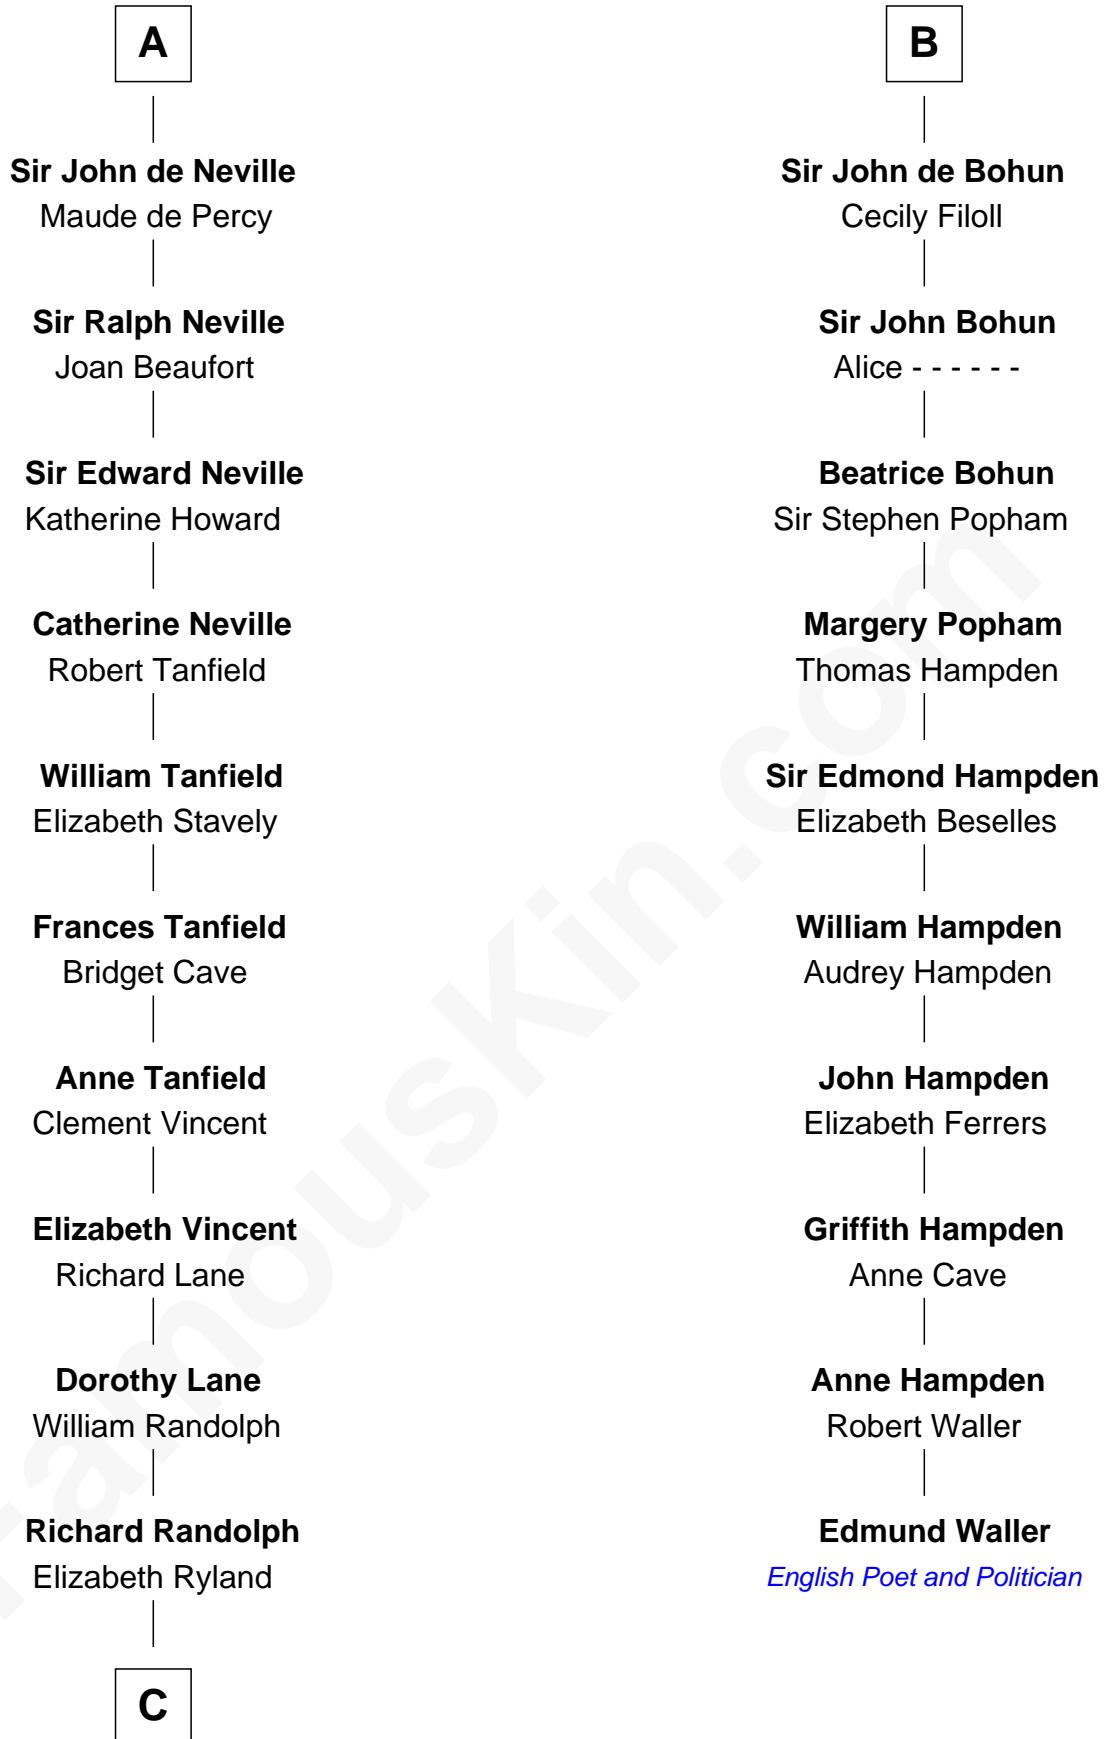 A
Sir John de Neville
Maude de Percy
Sir Ralph Neville
Joan Beaufort
Sir Edward Neville
Katherine Howard
Catherine Neville
Robert Tanfield
William Tanfield
Elizabeth Stavely
Frances Tanfield
Bridget Cave
Anne Tanfield
Clement Vincent
Elizabeth Vincent
Richard Lane
Dorothy Lane
William Randolph
Richard Randolph
Elizabeth Ryland
C
B
Sir John de Bohun
Cecily Filoll
Sir John Bohun
Alice - - - - - -
Beatrice Bohun
Sir Stephen Popham
Margery Popham
Thomas Hampden
Sir Edmond Hampden
Elizabeth Beselles
William Hampden
Audrey Hampden
John Hampden
Elizabeth Ferrers
Griffith Hampden
Anne Cave
Anne Hampden
Robert Waller
Edmund Waller
English Poet and Politician
FamousKin.com